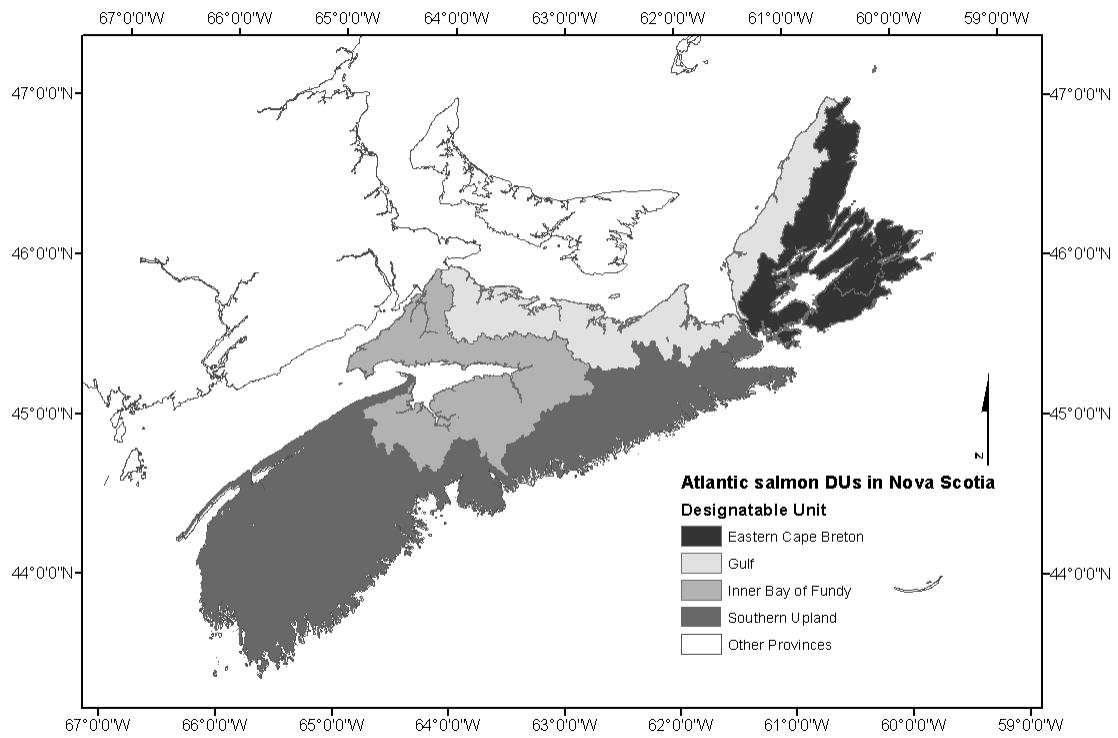 67°0'0"W 66°0'0"W 65°0'0"W 64°0'0"W 63°0'0"W 62°0'0"W 61°0'0"W 60°0'0"W 59°0'0"W
47°0'0"N 47°0'0"N
46°0'0"N 46°0'0"N
45°0'0"N 45°0'0"N
N
Atlantic salmon DUs in Nova Scotia
Designatable Unit
Eastern Cape Breton
Gulf
44°0'0"N 44°0'0"N
Inner Bay of Fundy
Southern Upland
Other Provinces
67°0'0"W 66°0'0"W 65°0'0"W 64°0'0"W 63°0'0"W 62°0'0"W 61°0'0"W 60°0'0"W 59°0'0"W